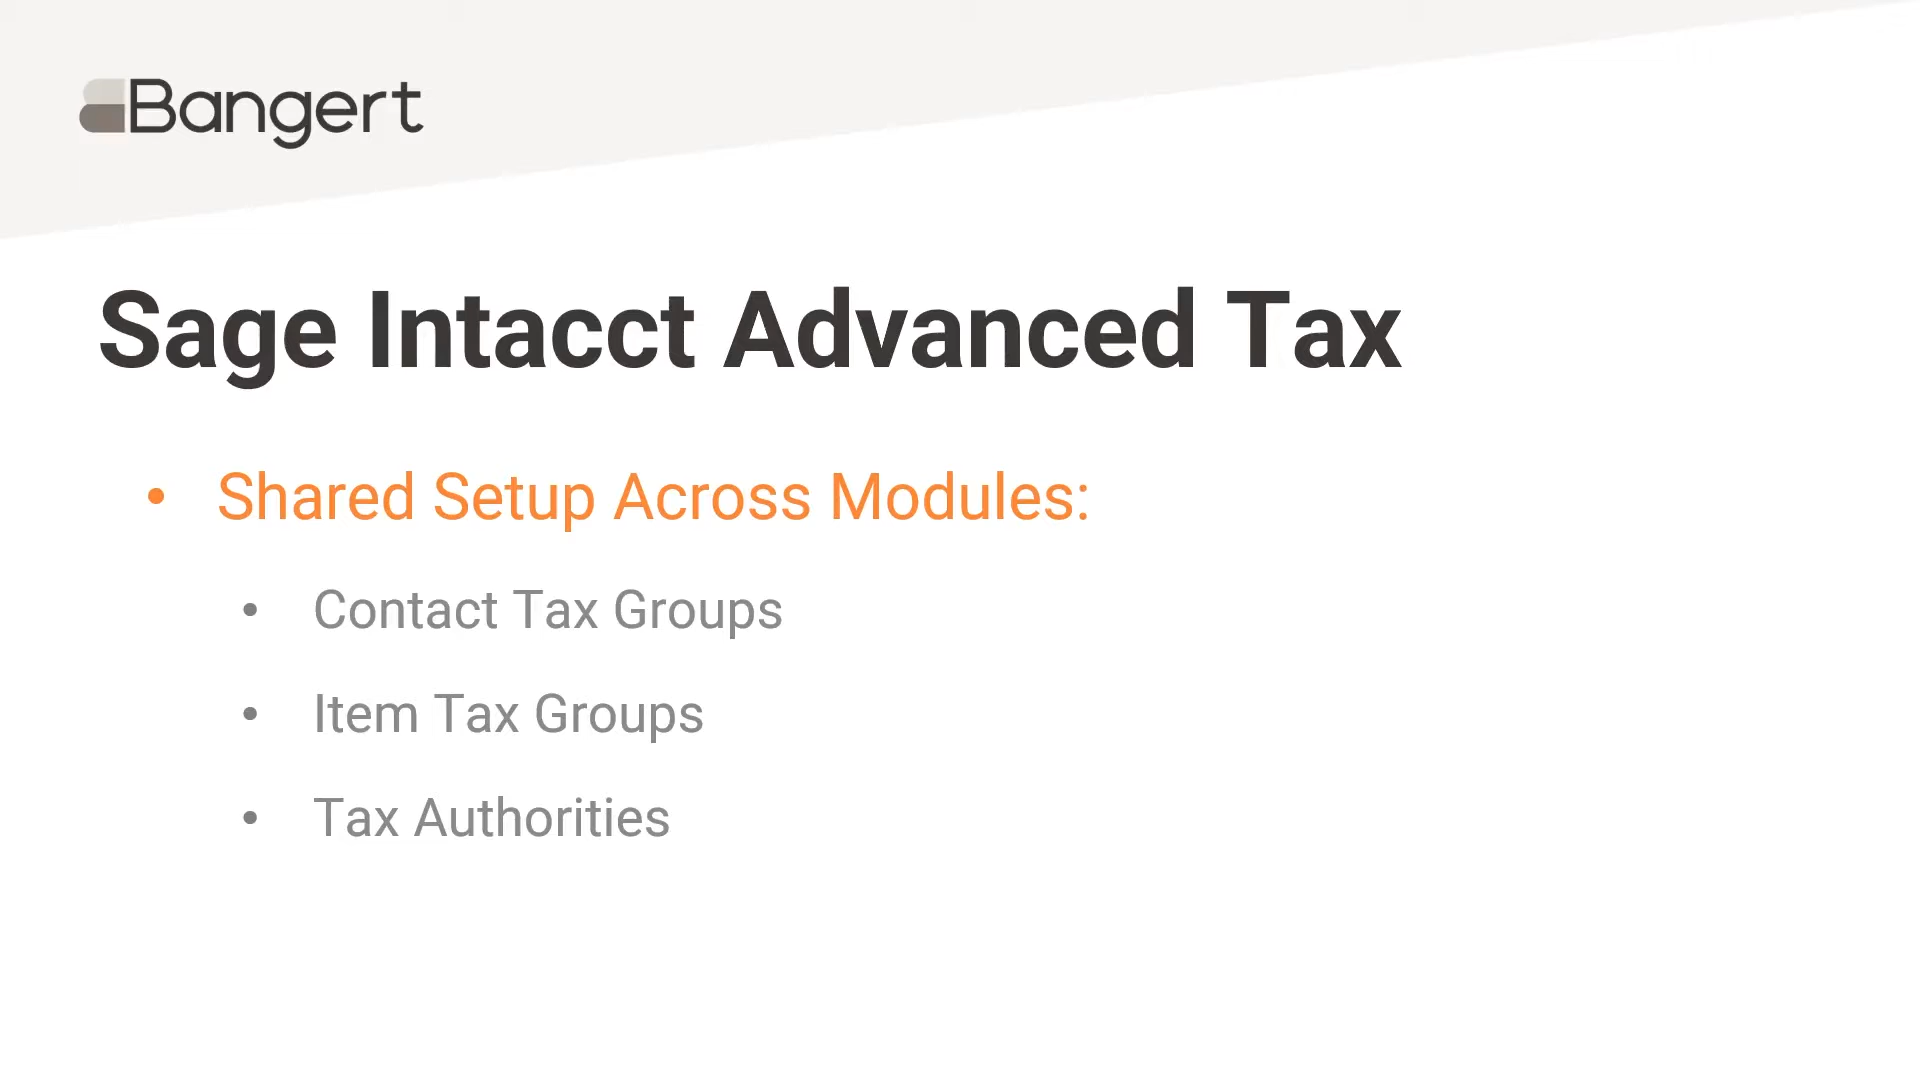 Bangert
Sage Intacct Advanced Tax
• Shared Setup Across Modules:
• Contact Tax Groups
• Item Tax Groups
• Tax Authorities